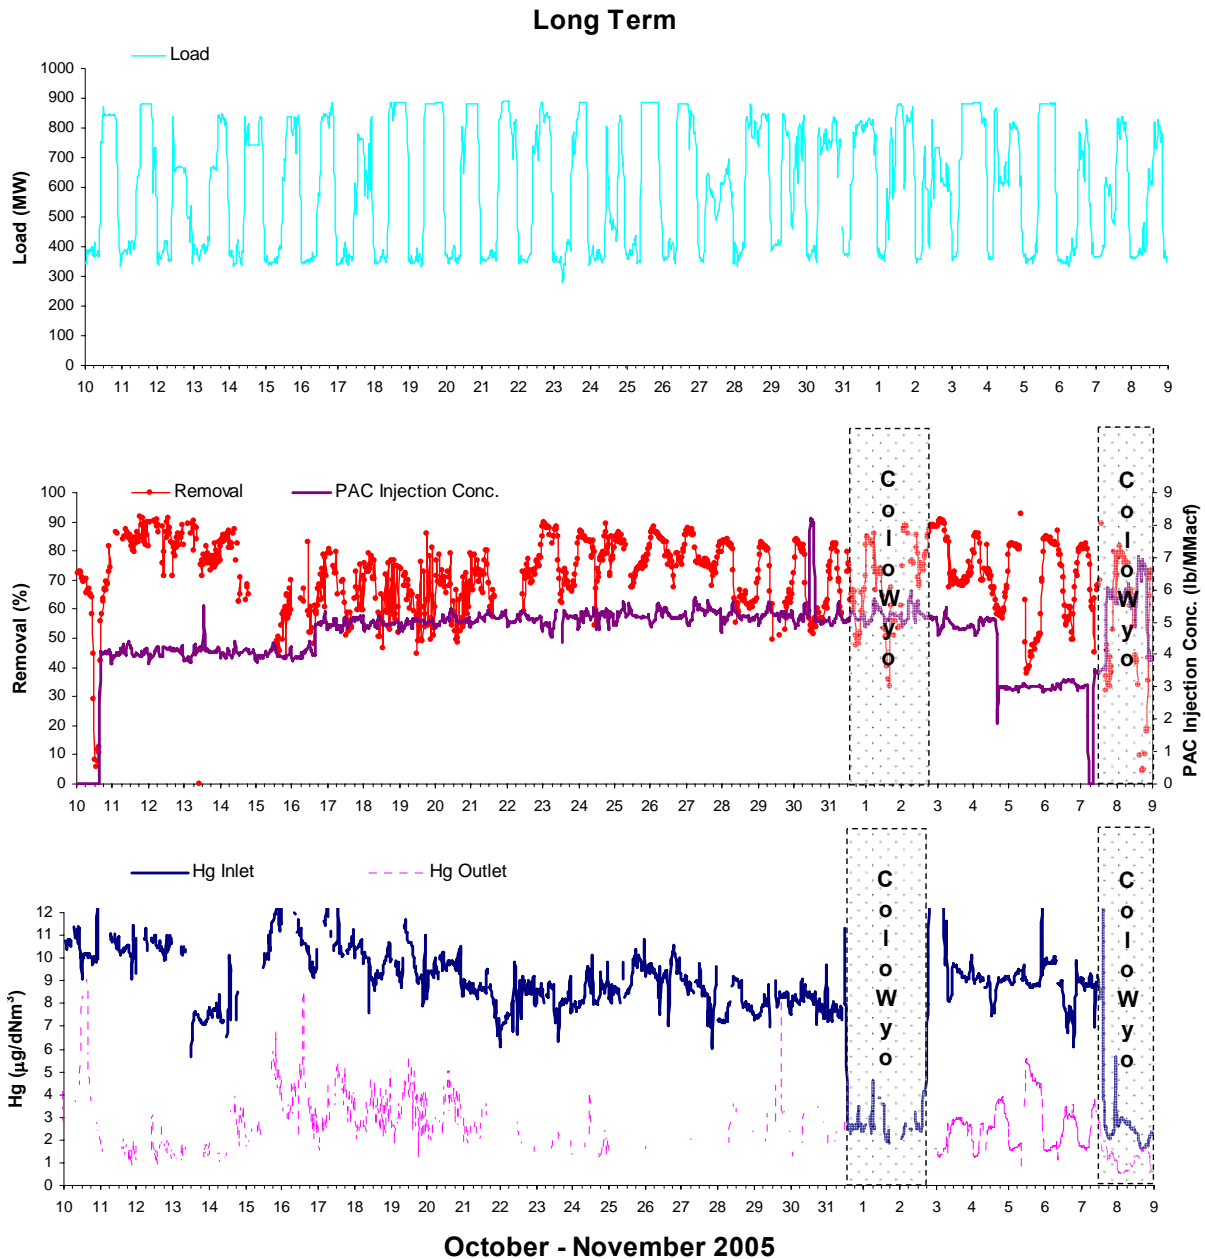 Long Term
Load
1000
900
800
700
600
500
400
300
200
100
0
Load (MW)
10 11 12 13 14 15 16 17 18 19 20 21 22 23 24 25 26 27 28 29 30 31 1 2 3 4 5 6 7 8 9
Removal
PAC Injection Conc.
ColoWyo
ColoWyo
100
90
80
70
60
50
40
30
20
10
0
Removal (%)
9
8
7
6
5
4
3
2
1
0
PAC Injection Conc. (lb/MMacf)
10 11 12 13 14 15 16 17 18 19 20 21 22 23 24 25 26 27 28 29 30 31 1 2 3 4 5 6 7 8 9
Hg Inlet
Hg Outlet
ColoWyo
ColoWyo
12
11
10
9
8
7
6
5
4
3
2
1
0
Hg (µg/dNm³)
10 11 12 13 14 15 16 17 18 19 20 21 22 23 24 25 26 27 28 29 30 31 1 2 3 4 5 6 7 8 9
October - November 2005